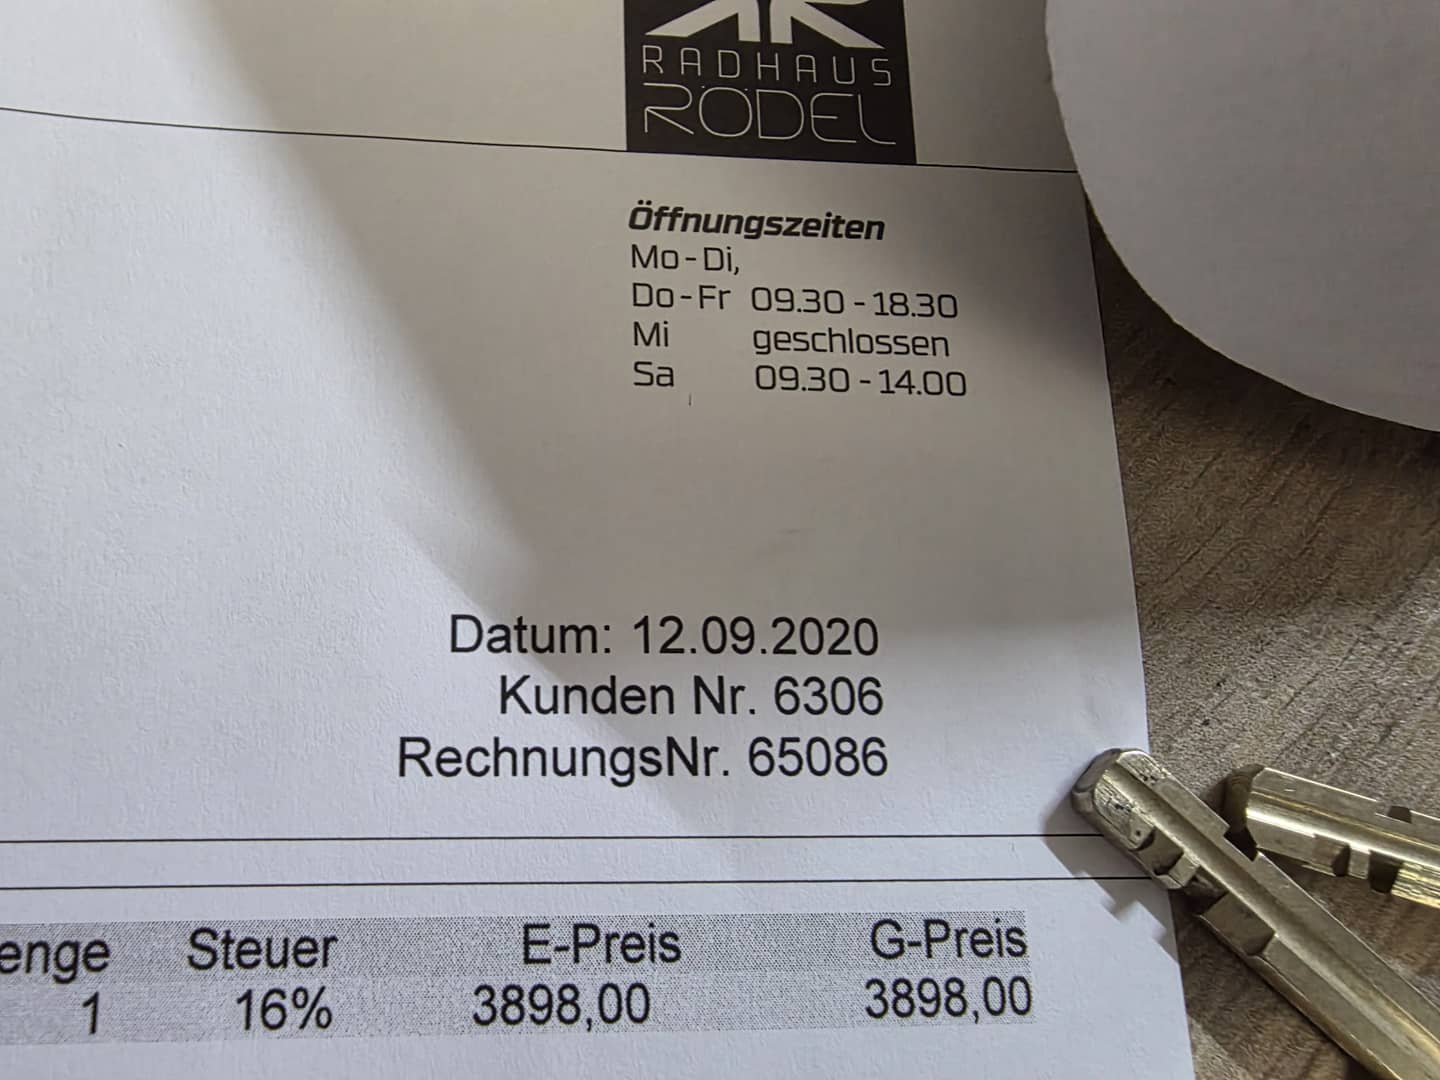 RADHAUS
RÖDEL
Öffnungszeiten
Mo-Di,
Do-Fr 09.30 - 18.30
Mi geschlossen
Sa 09.30 - 14.00
Datum: 12.09.2020
Kunden Nr. 6306
RechnungsNr. 65086
enge Steuer E-Preis G-Preis
1 16% 3898,00 3898,00